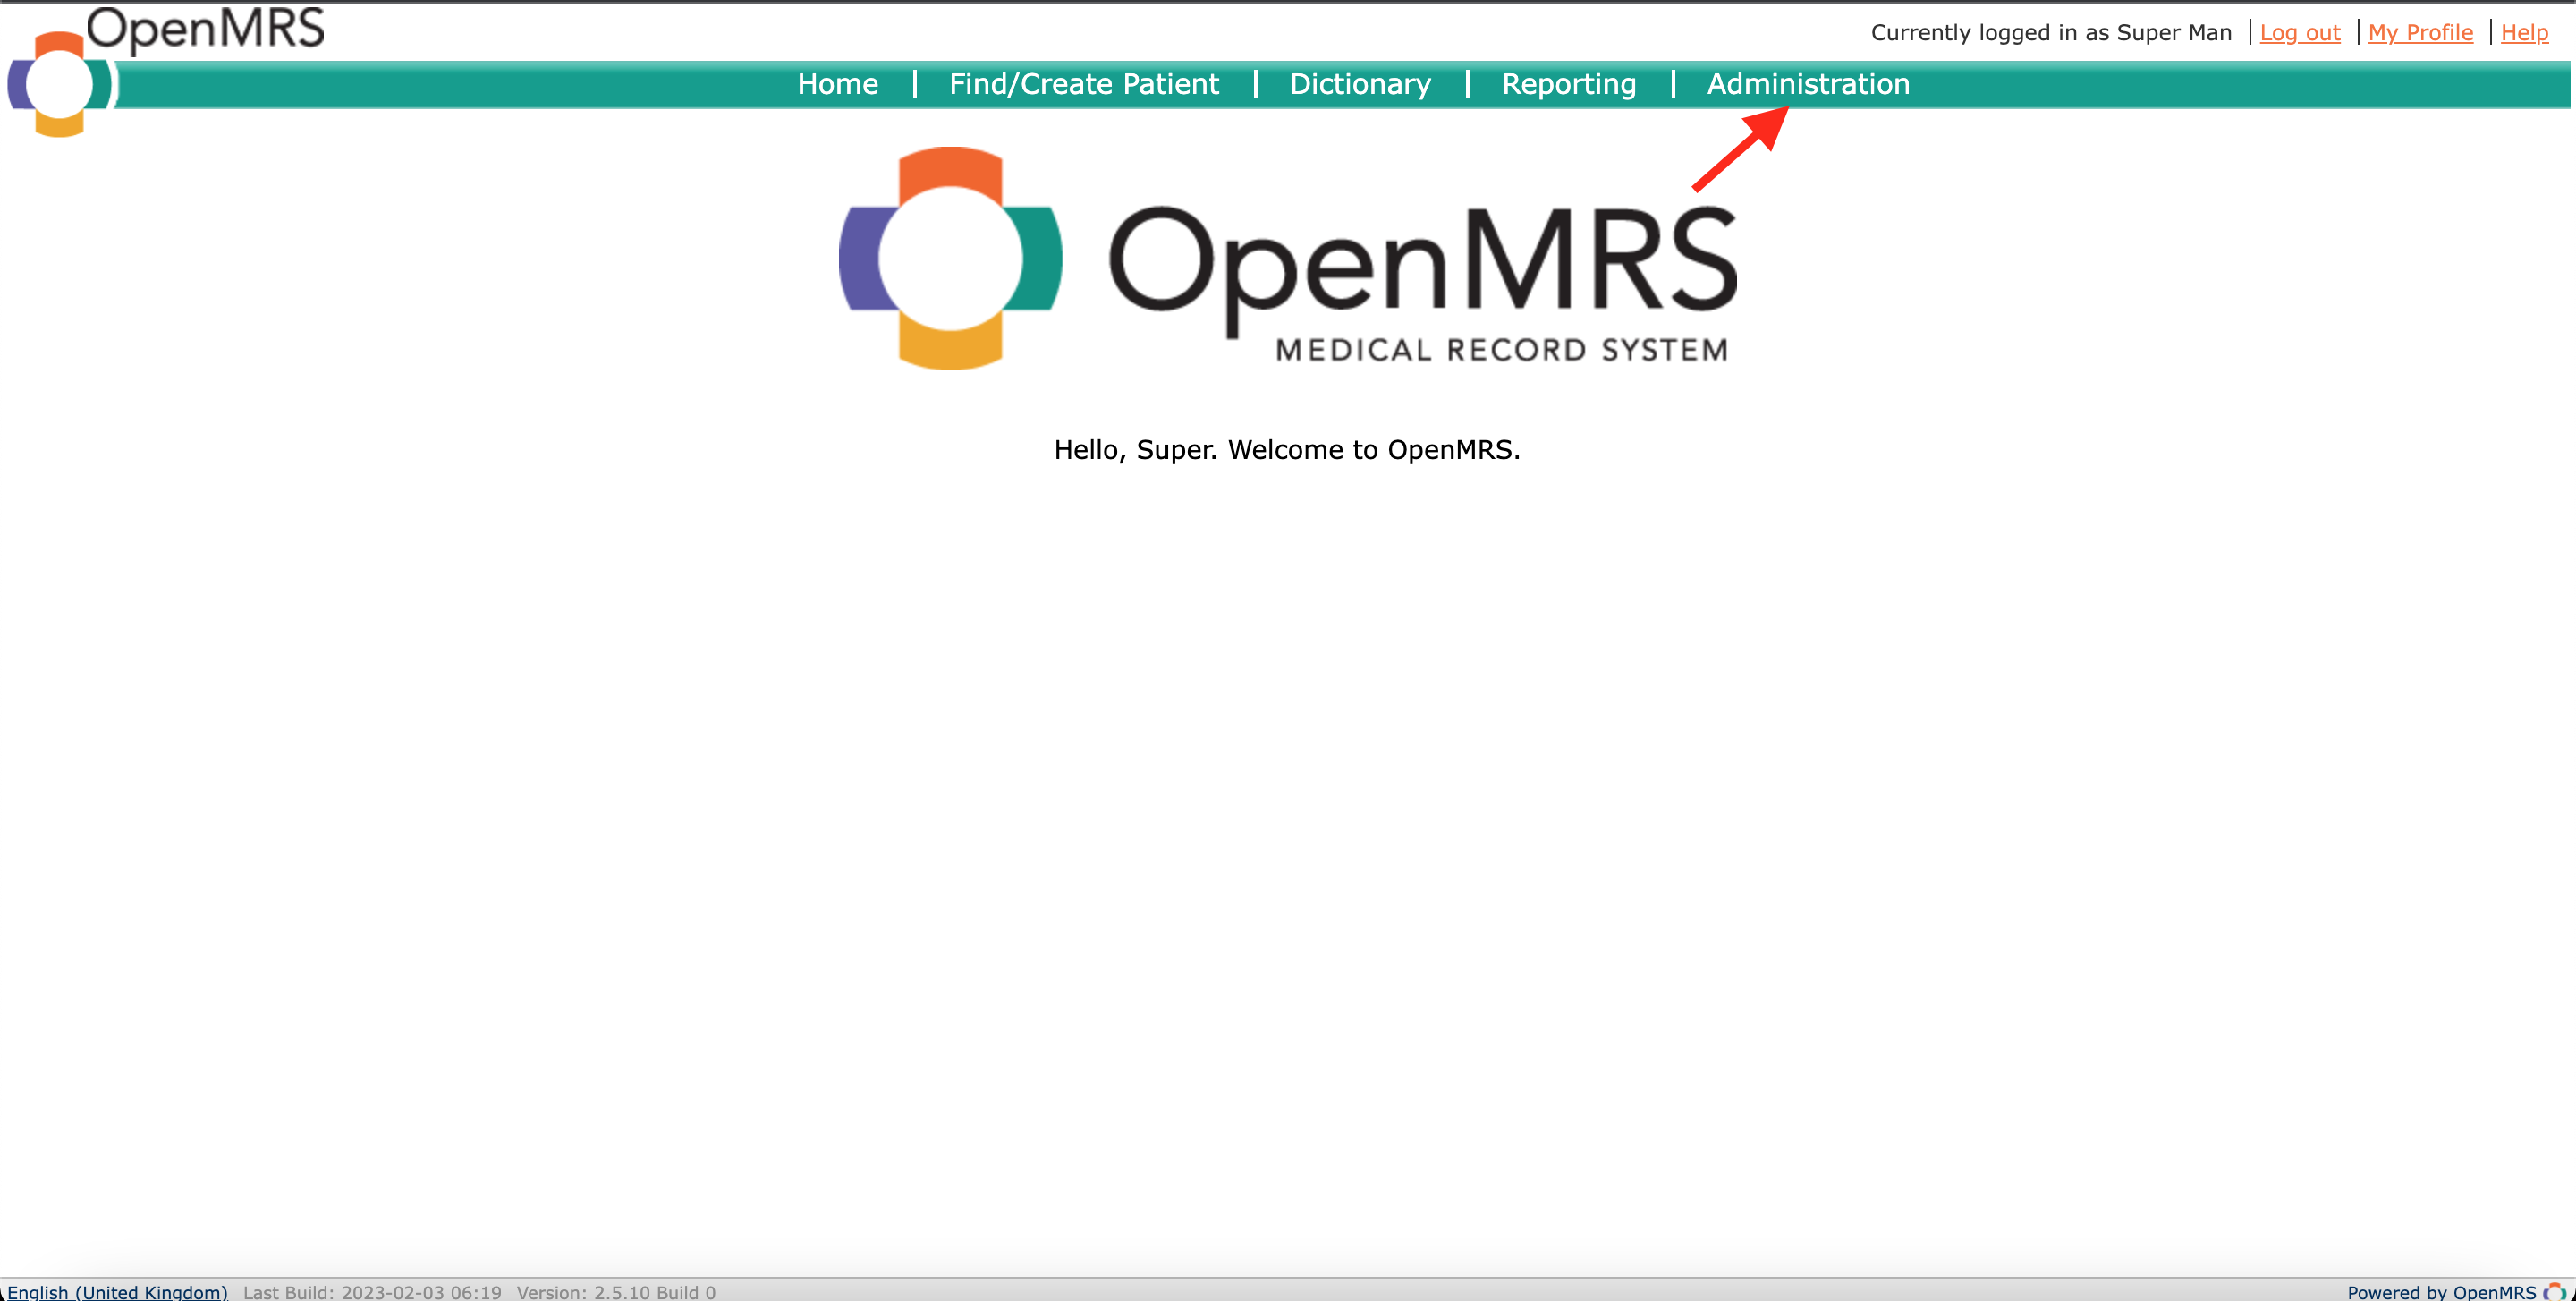 OpenMRS
Currently logged in as Super Man | Log out | My Profile | Help
Home | Find/Create Patient | Dictionary | Reporting | Administration
OpenMRS
MEDICAL RECORD SYSTEM
Hello, Super. Welcome to OpenMRS.
English (United Kingdom) Last Build: 2023-02-03 06:19 Version: 2.5.10 Build 0
Powered by OpenMRS